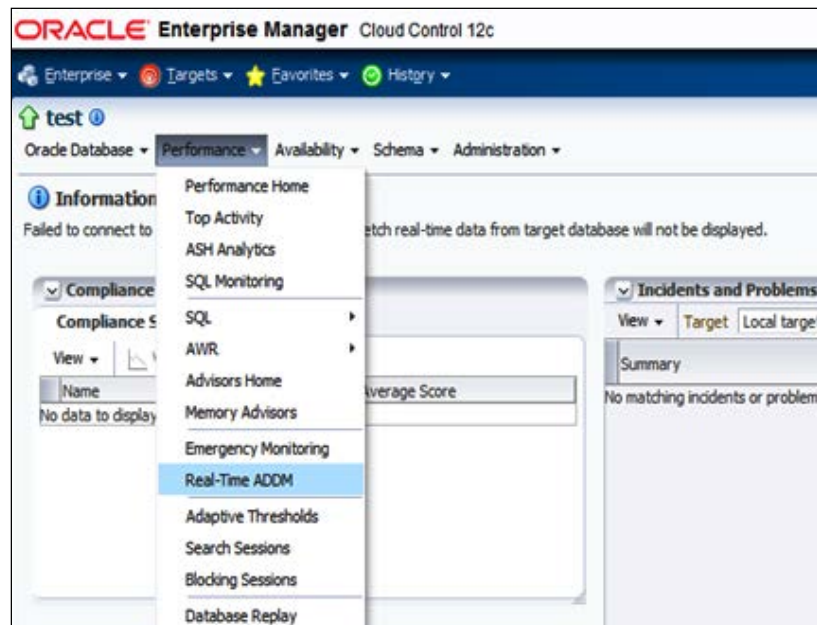 ORACLE Enterprise Manager Cloud Control 12c
Enterprise Targets Favorites History
test
Oracle Database Performance Availability Schema Administration
Information
Failed to connect to etch real-time data from target database will not be displayed.
Performance Home
Top Activity
ASH Analytics
SQL Monitoring
SQL
AWR
Advisors Home
Memory Advisors
Emergency Monitoring
Real-Time ADDM
Adaptive Thresholds
Search Sessions
Blocking Sessions
Database Replay
Compliance
Compliance S
View
Name Average Score
No data to display
Incidents and Problems
View Target Local targe
Summary
No matching incidents or problem